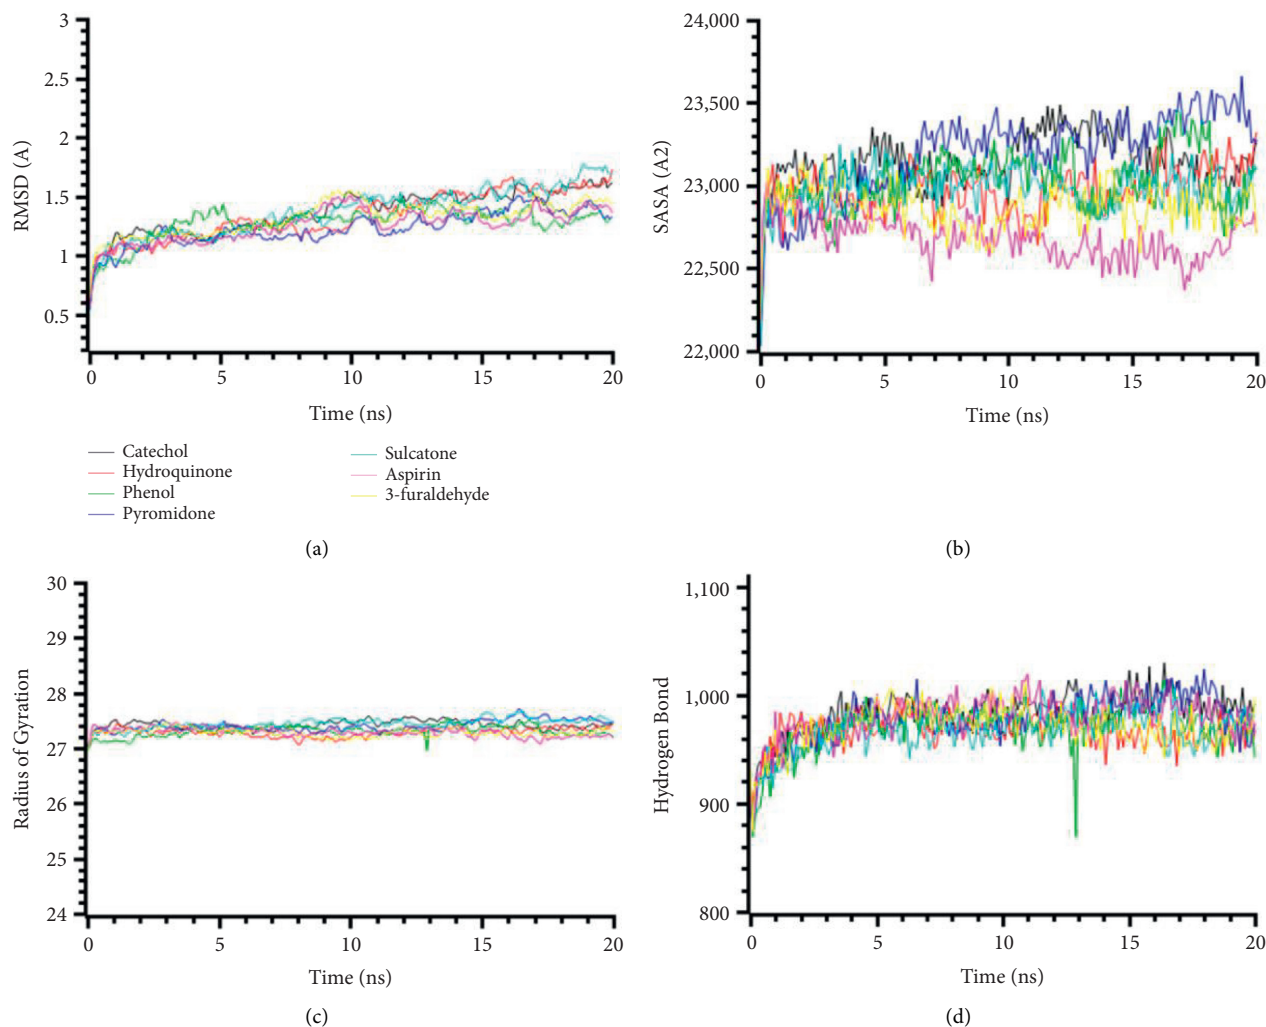 3
2.5
2
1.5
1
0.5
RMSD (A)
0 5 10 15 20
Time (ns)
Catechol
Hydroquinone
Phenol
Pyromidone
Sulcatone
Aspirin
3-furaldehyde
(a)
24,000
23,500
23,000
22,500
22,000
SASA (A2)
0 5 10 15 20
Time (ns)
(b)
30
29
28
27
26
25
24
Radius of Gyration
0 5 10 15 20
Time (ns)
(c)
1,100
1,000
900
800
Hydrogen Bond
0 5 10 15 20
Time (ns)
(d)